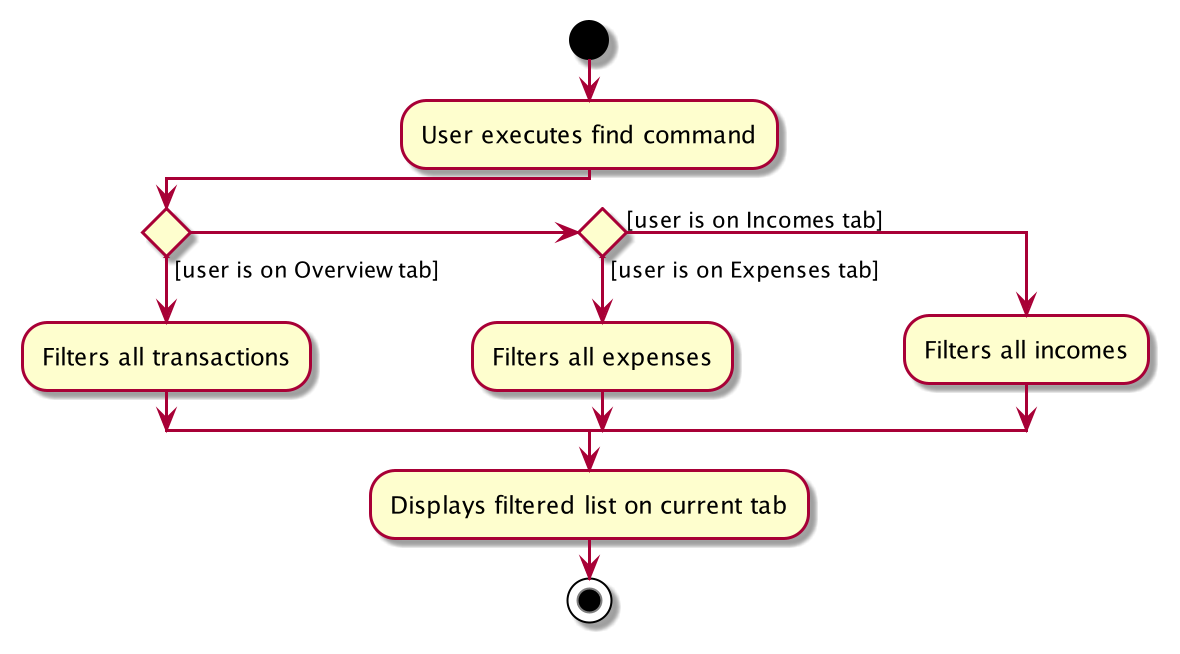 User executes find command
[user is on Incomes tab]
[user is on Overview tab]
[user is on Expenses tab]
Filters all transactions
Filters all expenses
Filters all incomes
Displays filtered list on current tab